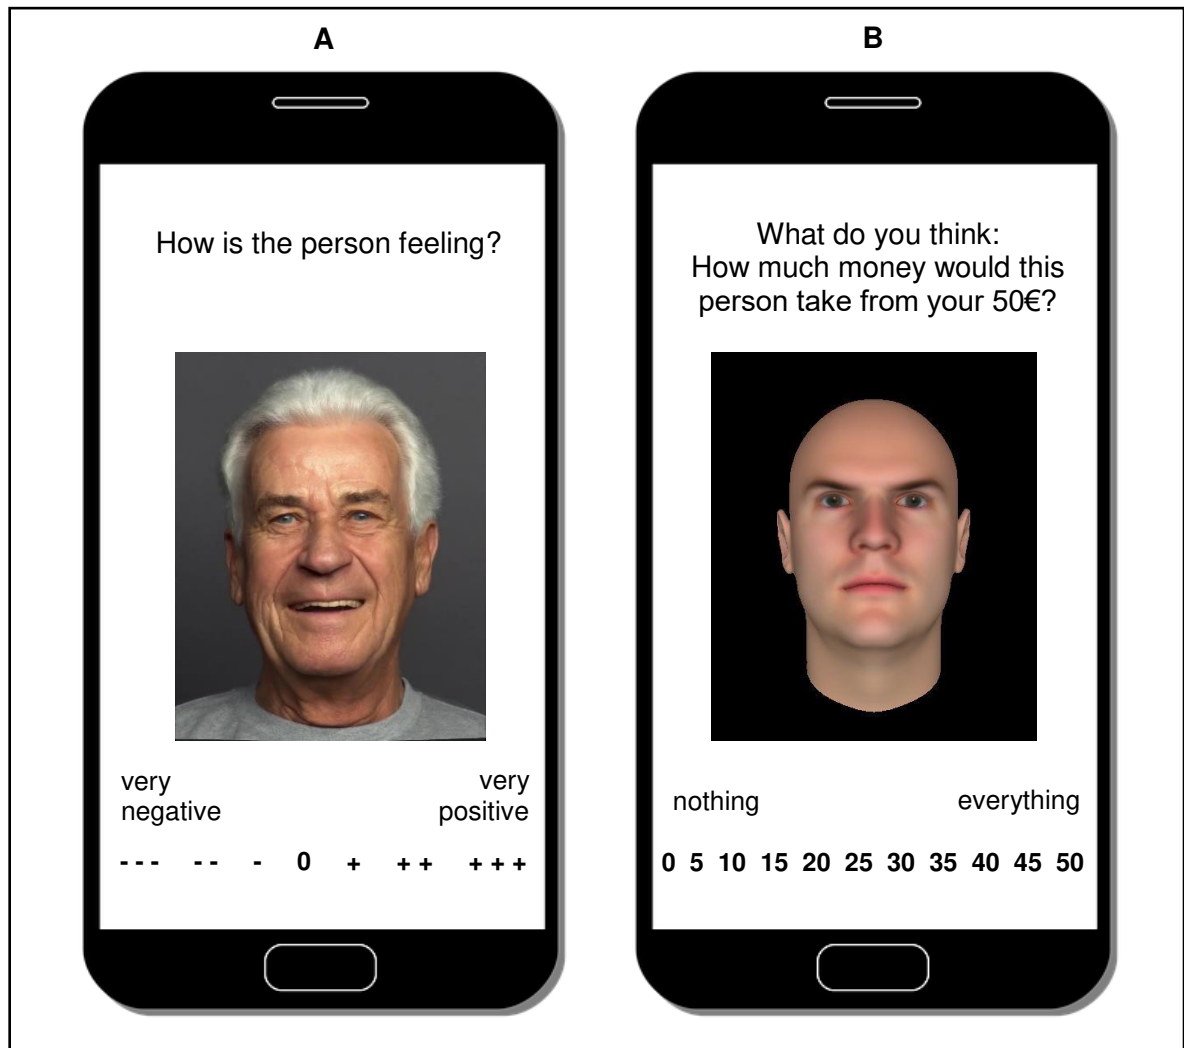 A
How is the person feeling?
very
negative
very
positive
--- -- - 0 + ++ +++
B
What do you think:
How much money would this
person take from your 50€?
nothing everything
0 5 10 15 20 25 30 35 40 45 50